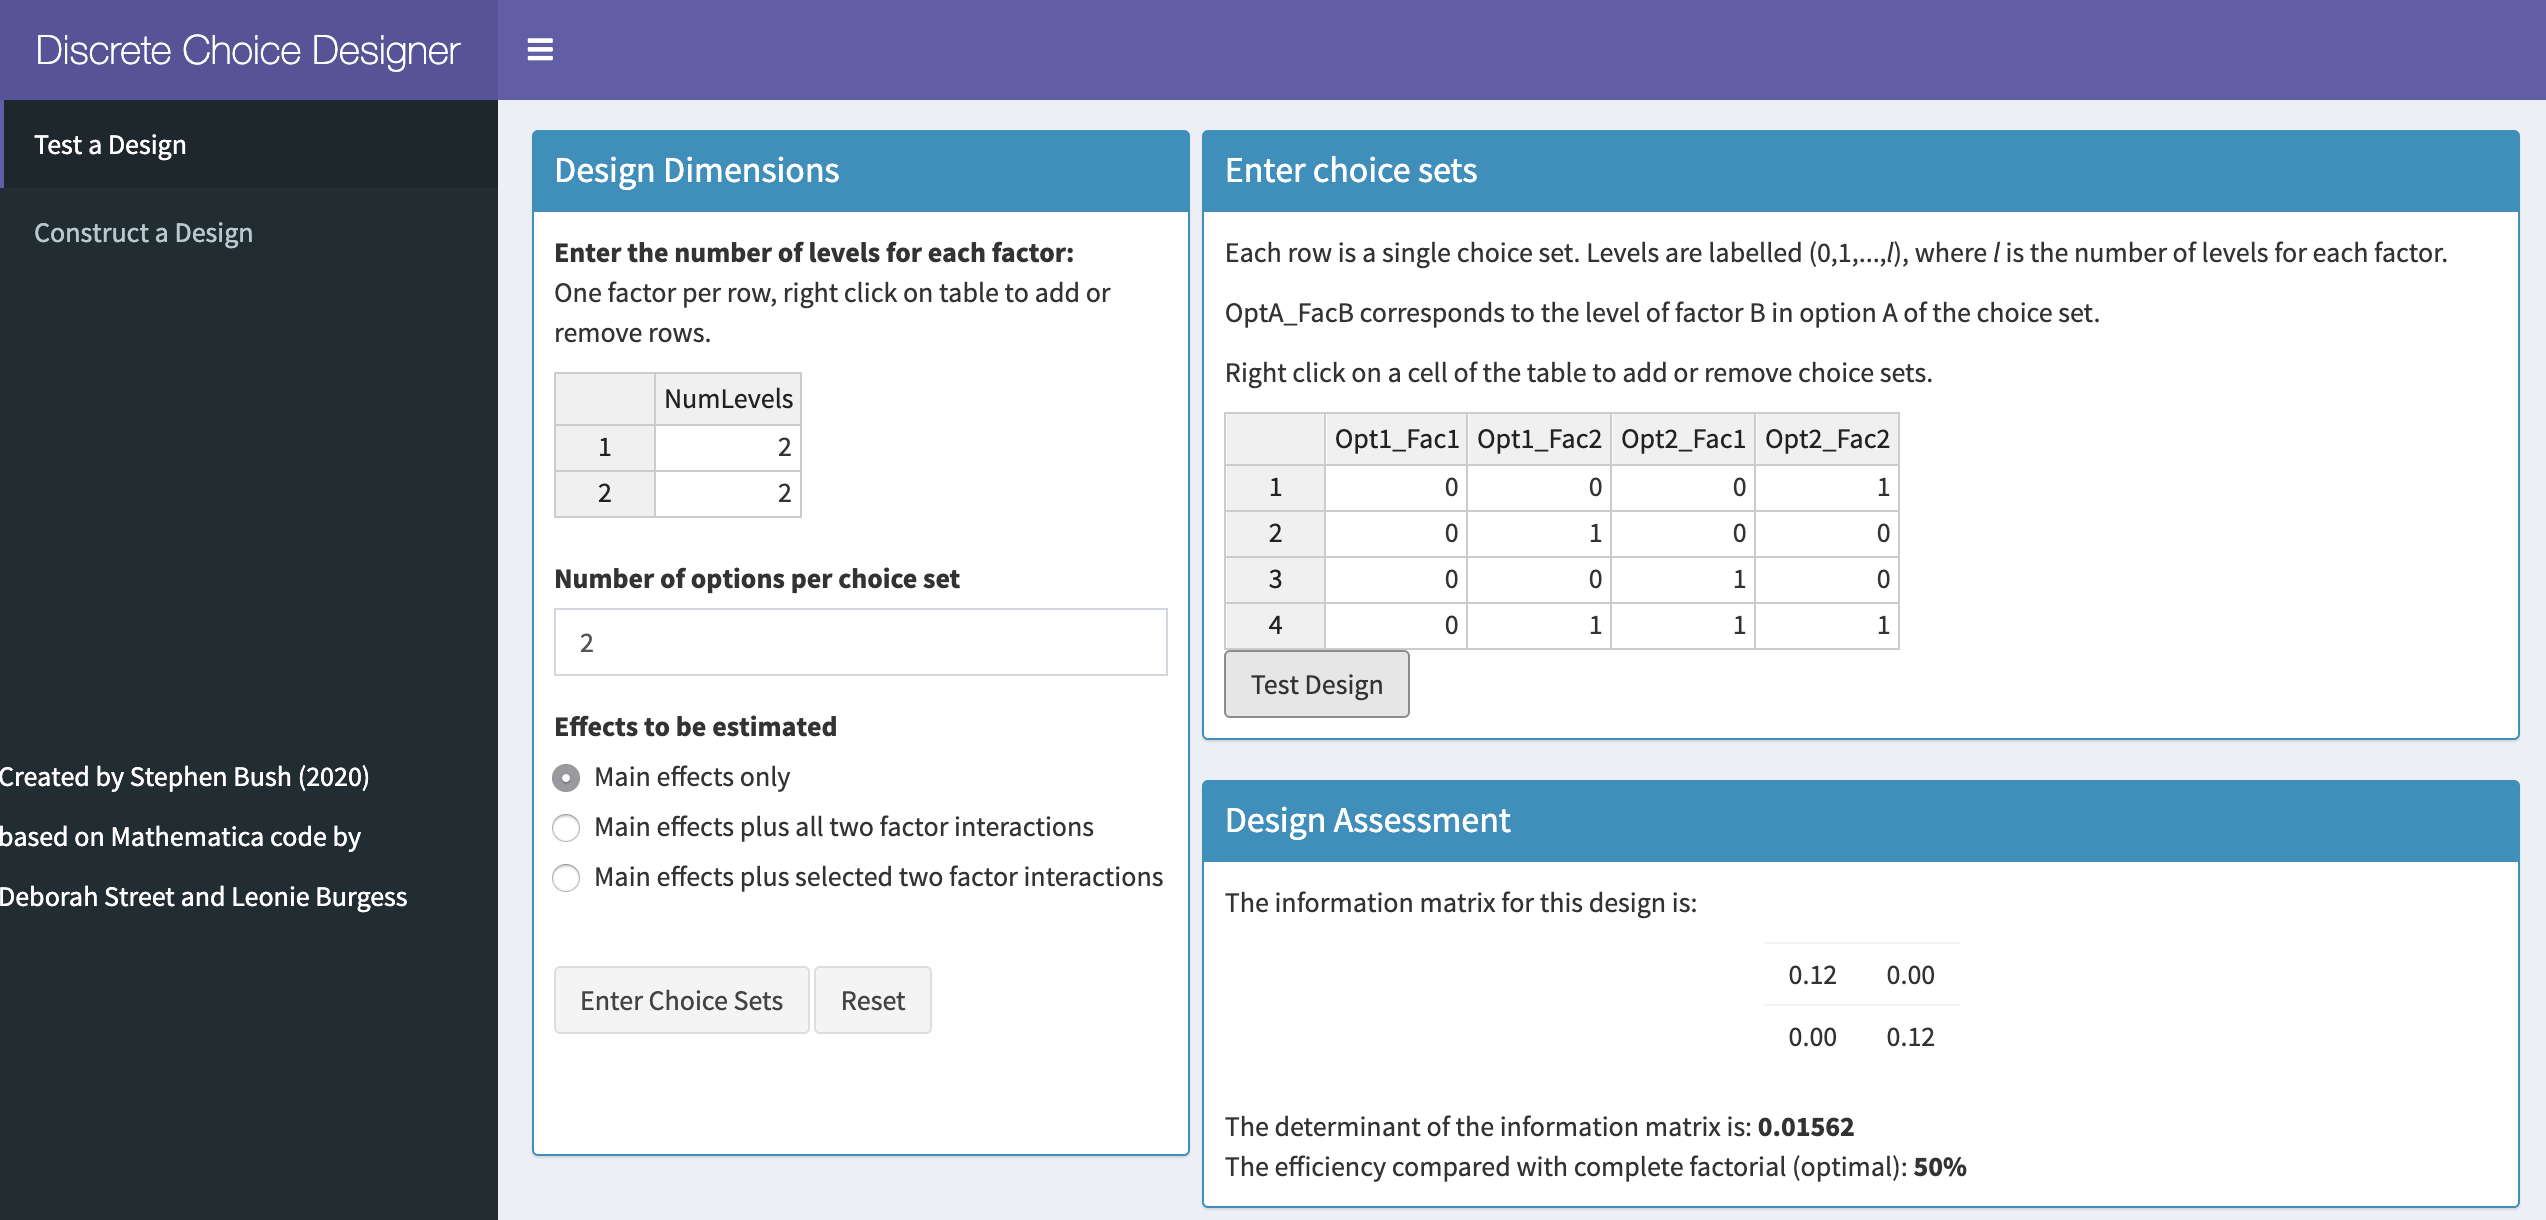 Discrete Choice Designer
Test a Design
Construct a Design
Created by Stephen Bush (2020)
based on Mathematica code by
Deborah Street and Leonie Burgess
Design Dimensions
Enter the number of levels for each factor:
One factor per row, right click on table to add or
remove rows.
NumLevels
1 2
2 2
Number of options per choice set
2
Effects to be estimated
Main effects only
Main effects plus all two factor interactions
Main effects plus selected two factor interactions
Enter Choice Sets Reset
Enter choice sets
Each row is a single choice set. Levels are labelled (0,1,...,l), where l is the number of levels for each factor.
OptA_FacB corresponds to the level of factor B in option A of the choice set.
Right click on a cell of the table to add or remove choice sets.
Opt1_Fac1 Opt1_Fac2 Opt2_Fac1 Opt2_Fac2
1 0 0 0 1
2 0 1 0 0
3 0 0 1 0
4 0 1 1 1
Test Design
Design Assessment
The information matrix for this design is:
0.12 0.00
0.00 0.12
The determinant of the information matrix is: 0.01562
The efficiency compared with complete factorial (optimal): 50%